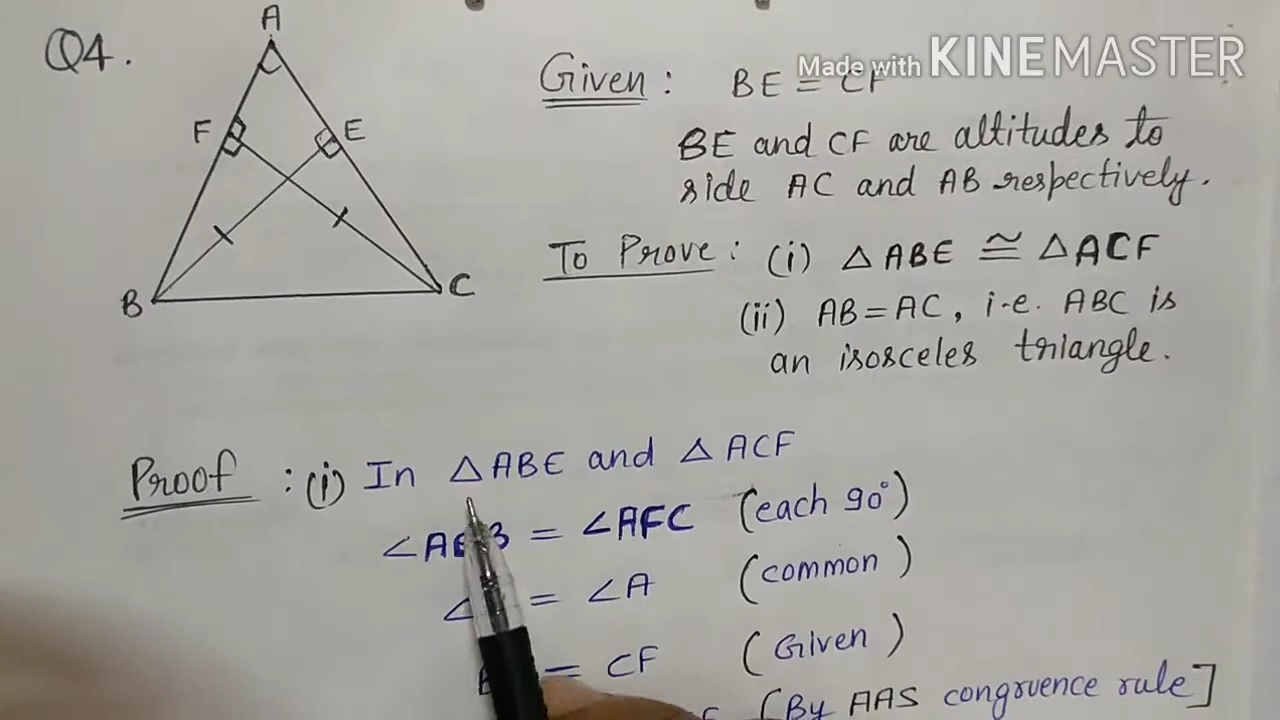 Q4.
A
F
E
B
C
Made with KINEMASTER
Given : BE = CF
BE and CF are altitudes to
side AC and AB respectively.
To Prove : (i) △ABE ≅ △ACF
(ii) AB=AC, i.e. ABC is
an isosceles triangle.
Proof : (i) In △ABE and △ACF
= ∠AFC (each 90°)
∠ = ∠A (common)
= CF (Given)
[By AAS congruence rule]